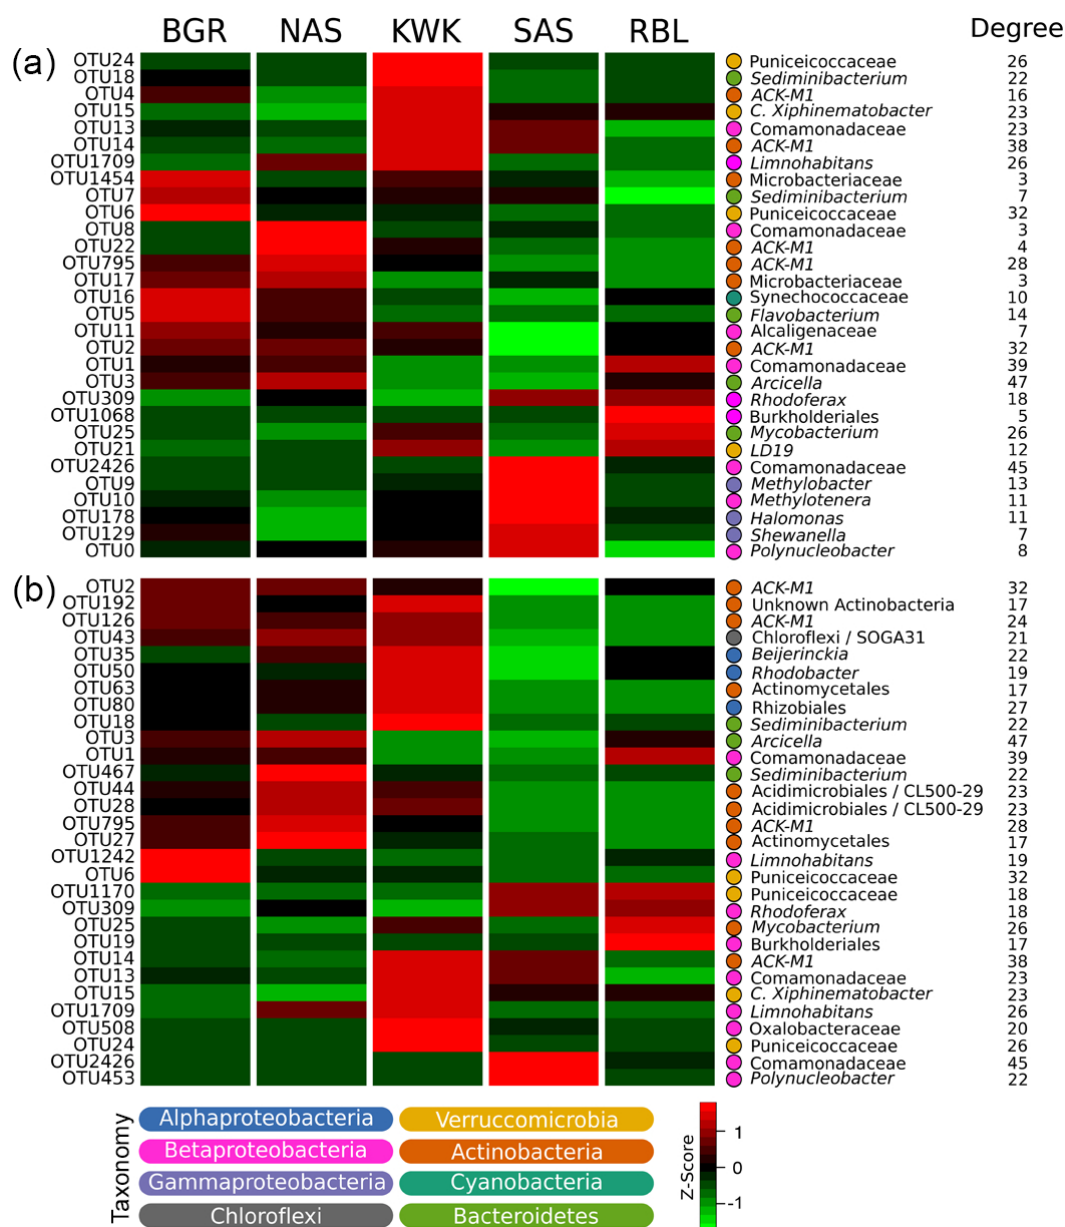 BGR NAS KWK SAS RBL Degree
(a)
OTU24 Puniceicoccaceae 26
OTU18 Sediminibacterium 22
OTU4 ACK-M1 16
OTU15 C. Xiphinematobacter 23
OTU13 Comamonadaceae 23
OTU14 ACK-M1 38
OTU1709 Limnohabitans 26
OTU1454 Microbacteriaceae 3
OTU7 Sediminibacterium 7
OTU6 Puniceicoccaceae 32
OTU8 Comamonadaceae 3
OTU22 ACK-M1 4
OTU795 ACK-M1 28
OTU17 Microbacteriaceae 3
OTU16 Synechococcaceae 10
OTU5 Flavobacterium 14
OTU11 Alcaligenaceae 7
OTU2 ACK-M1 32
OTU1 Comamonadaceae 39
OTU3 Arcicella 47
OTU309 Rhodoferax 18
OTU1068 Burkholderiales 5
OTU25 Mycobacterium 26
OTU21 LD19 12
OTU2426 Comamonadaceae 45
OTU9 Methylobacter 13
OTU10 Methylotenera 11
OTU178 Halomonas 11
OTU129 Shewanella 7
OTU0 Polynucleobacter 8
(b)
OTU2 ACK-M1 32
OTU192 Unknown Actinobacteria 17
OTU126 ACK-M1 24
OTU43 Chloroflexi / SOGA31 21
OTU35 Beijerinckia 22
OTU50 Rhodobacter 19
OTU63 Actinomycetales 17
OTU80 Rhizobiales 27
OTU18 Sediminibacterium 22
OTU3 Arcicella 47
OTU1 Comamonadaceae 39
OTU467 Sediminibacterium 22
OTU44 Acidimicrobiales / CL500-29 23
OTU28 Acidimicrobiales / CL500-29 23
OTU795 ACK-M1 28
OTU27 Actinomycetales 17
OTU1242 Limnohabitans 19
OTU6 Puniceicoccaceae 32
OTU1170 Puniceicoccaceae 18
OTU309 Rhodoferax 18
OTU25 Mycobacterium 26
OTU19 Burkholderiales 17
OTU14 ACK-M1 38
OTU13 Comamonadaceae 23
OTU15 C. Xiphinematobacter 23
OTU1709 Limnohabitans 26
OTU508 Oxalobacteraceae 20
OTU24 Puniceicoccaceae 26
OTU2426 Comamonadaceae 45
OTU453 Polynucleobacter 22
Taxonomy
Alphaproteobacteria Verruccomicrobia
Betaproteobacteria Actinobacteria
Gammaproteobacteria Cyanobacteria
Chloroflexi Bacteroidetes
Z-Score
1
0
-1